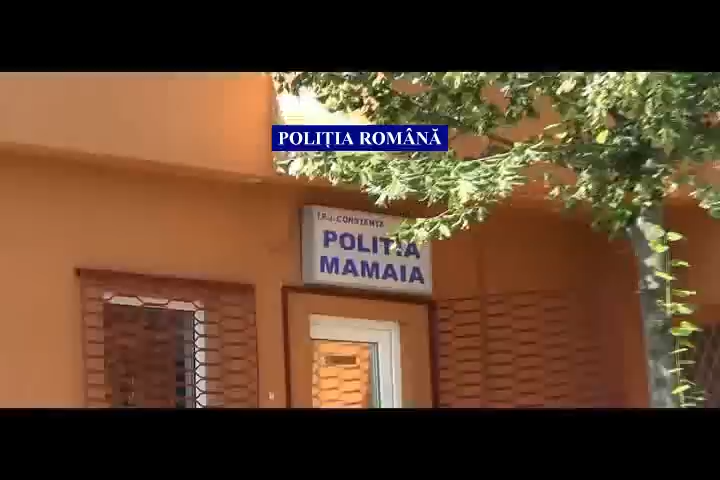 POLIȚIA ROMÂNĂ
I.P.J. CONSTANȚA
POLIȚIA
MAMAIA